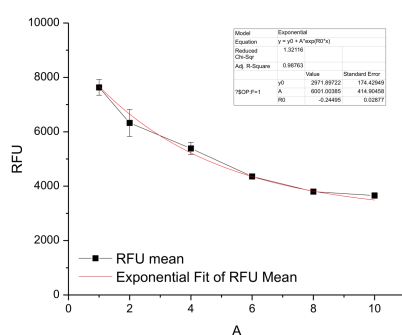 Model Exponential
Equation y = y0 + A*exp(R0*x)
Reduced Chi-Sqr 1.32116
Adj. R-Square 0.98763
Value Standard Error
?$OP:F=1 y0 2971.89722 174.42949
A 6001.00385 414.90458
R0 -0.24495 0.02877
10000
8000
6000
4000
2000
0
RFU
RFU mean
Exponential Fit of RFU Mean
0 2 4 6 8 10
A